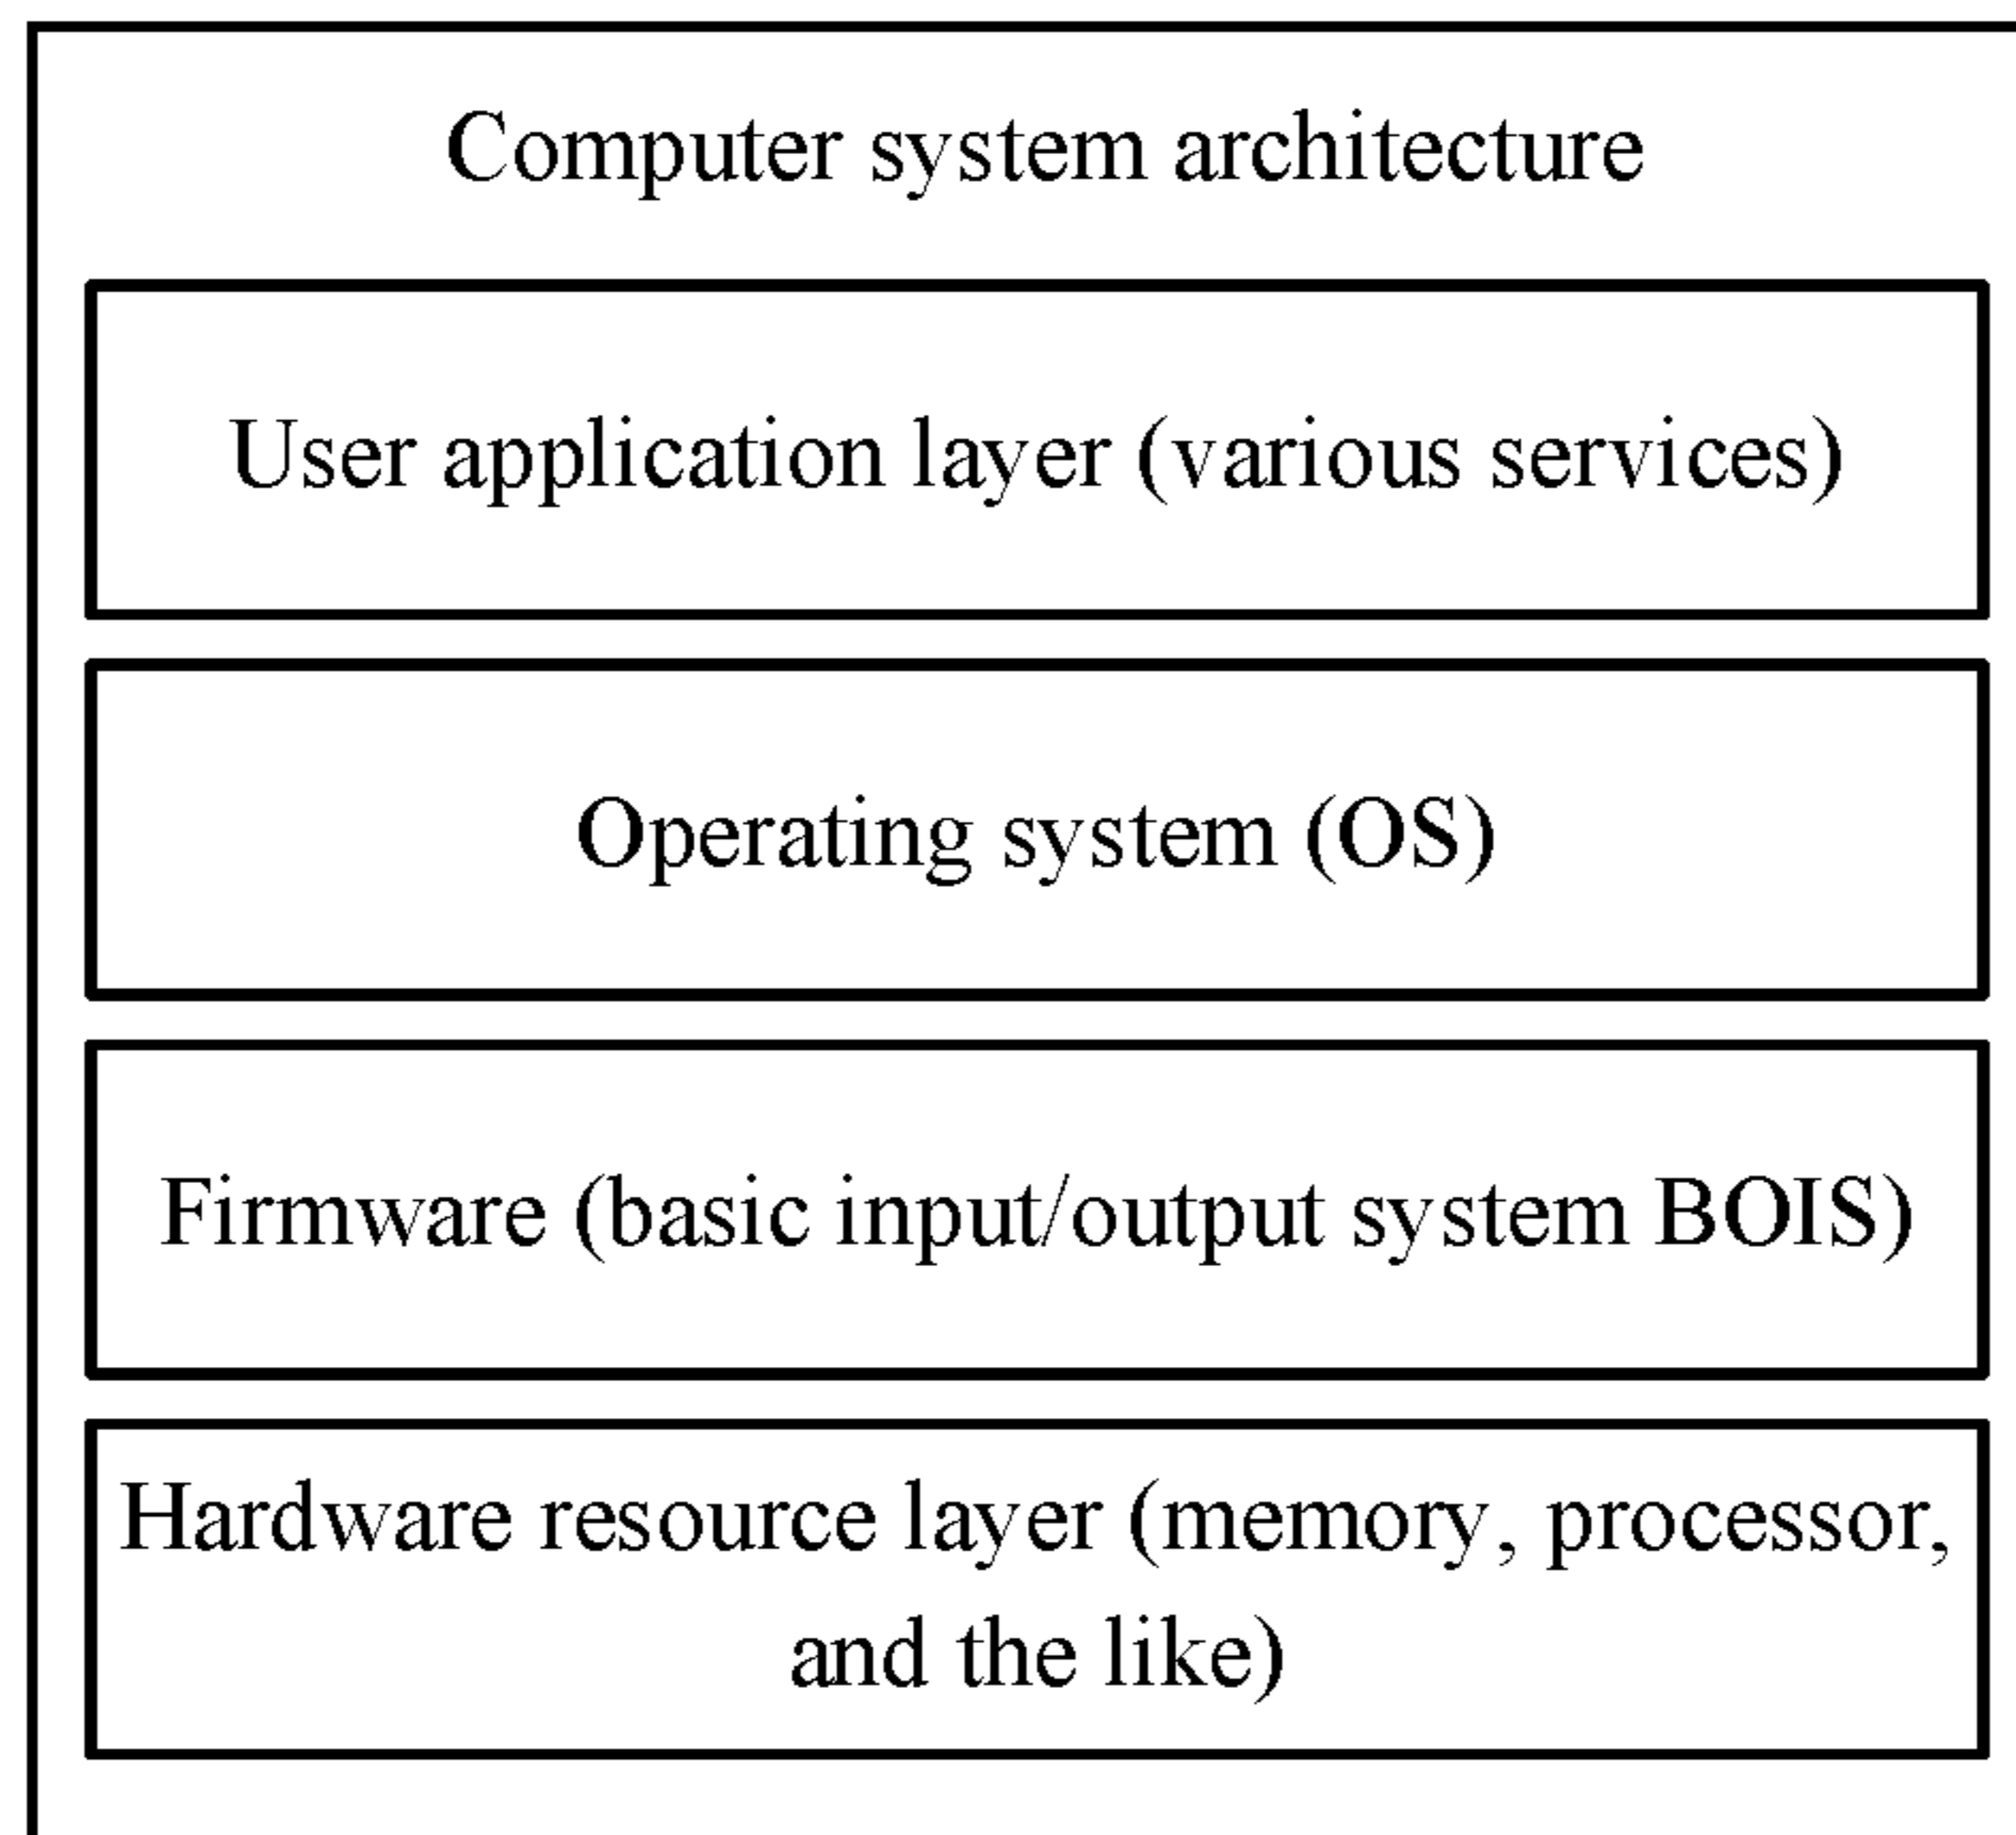 Computer system architecture
User application layer (various services)
Operating system (OS)
Firmware (basic input/output system BOIS)
Hardware resource layer (memory, processor,
and the like)